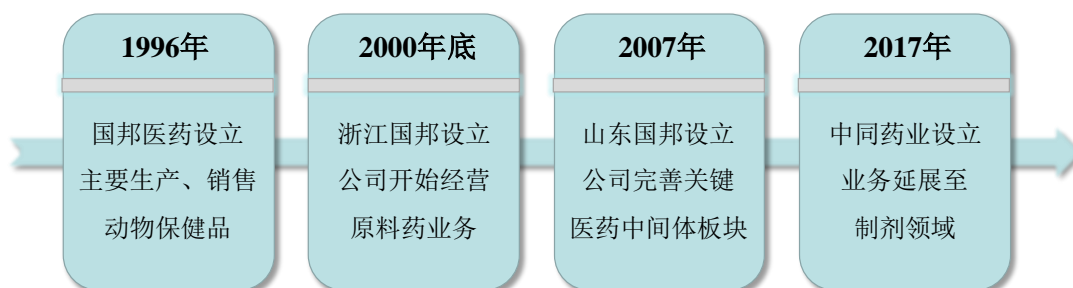 1996年
国邦医药设立
主要生产、销售
动物保健品
2000年底
浙江国邦设立
公司开始经营
原料药业务
2007年
山东国邦设立
公司完善关键
医药中间体板块
2017年
中同药业设立
业务延展至
制剂领域